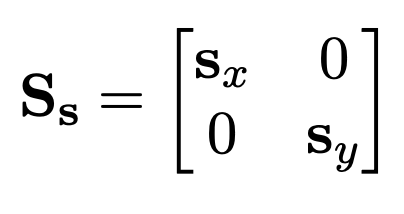 S_s = [ s_x 0
0 s_y ]